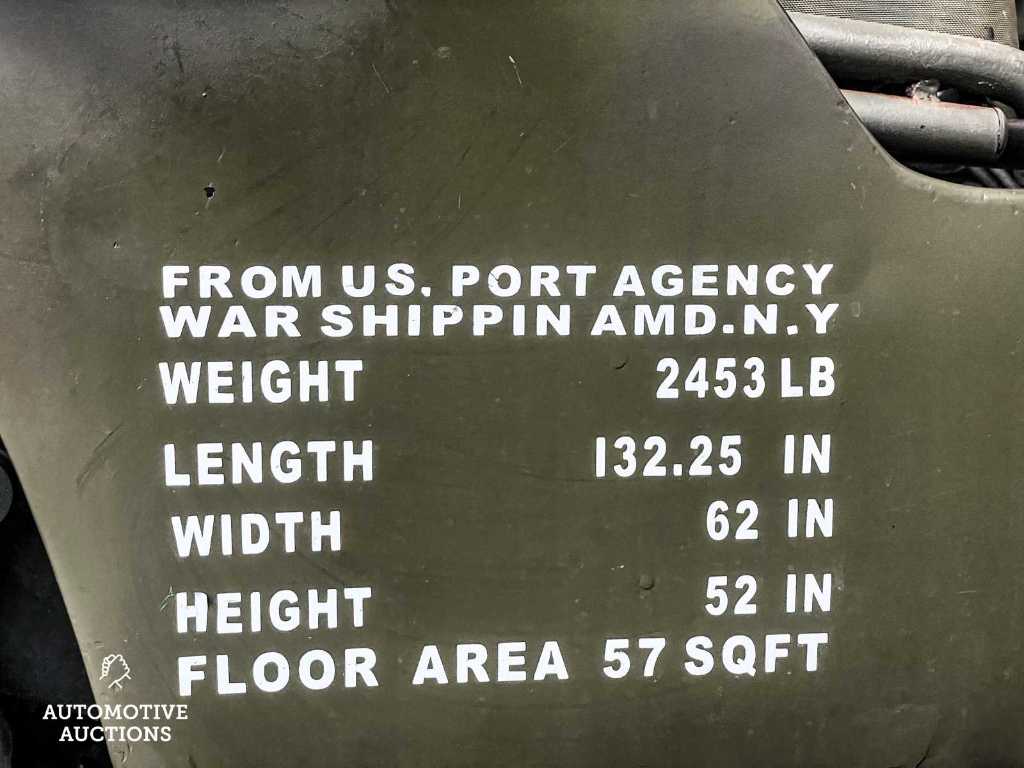 FROM US. PORT AGENCY
WAR SHIPPIN AMD.N.Y
WEIGHT 2453 LB
LENGTH 132.25 IN
WIDTH 62 IN
HEIGHT 52 IN
FLOOR AREA 57 SQFT
AUTOMOTIVE
AUCTIONS